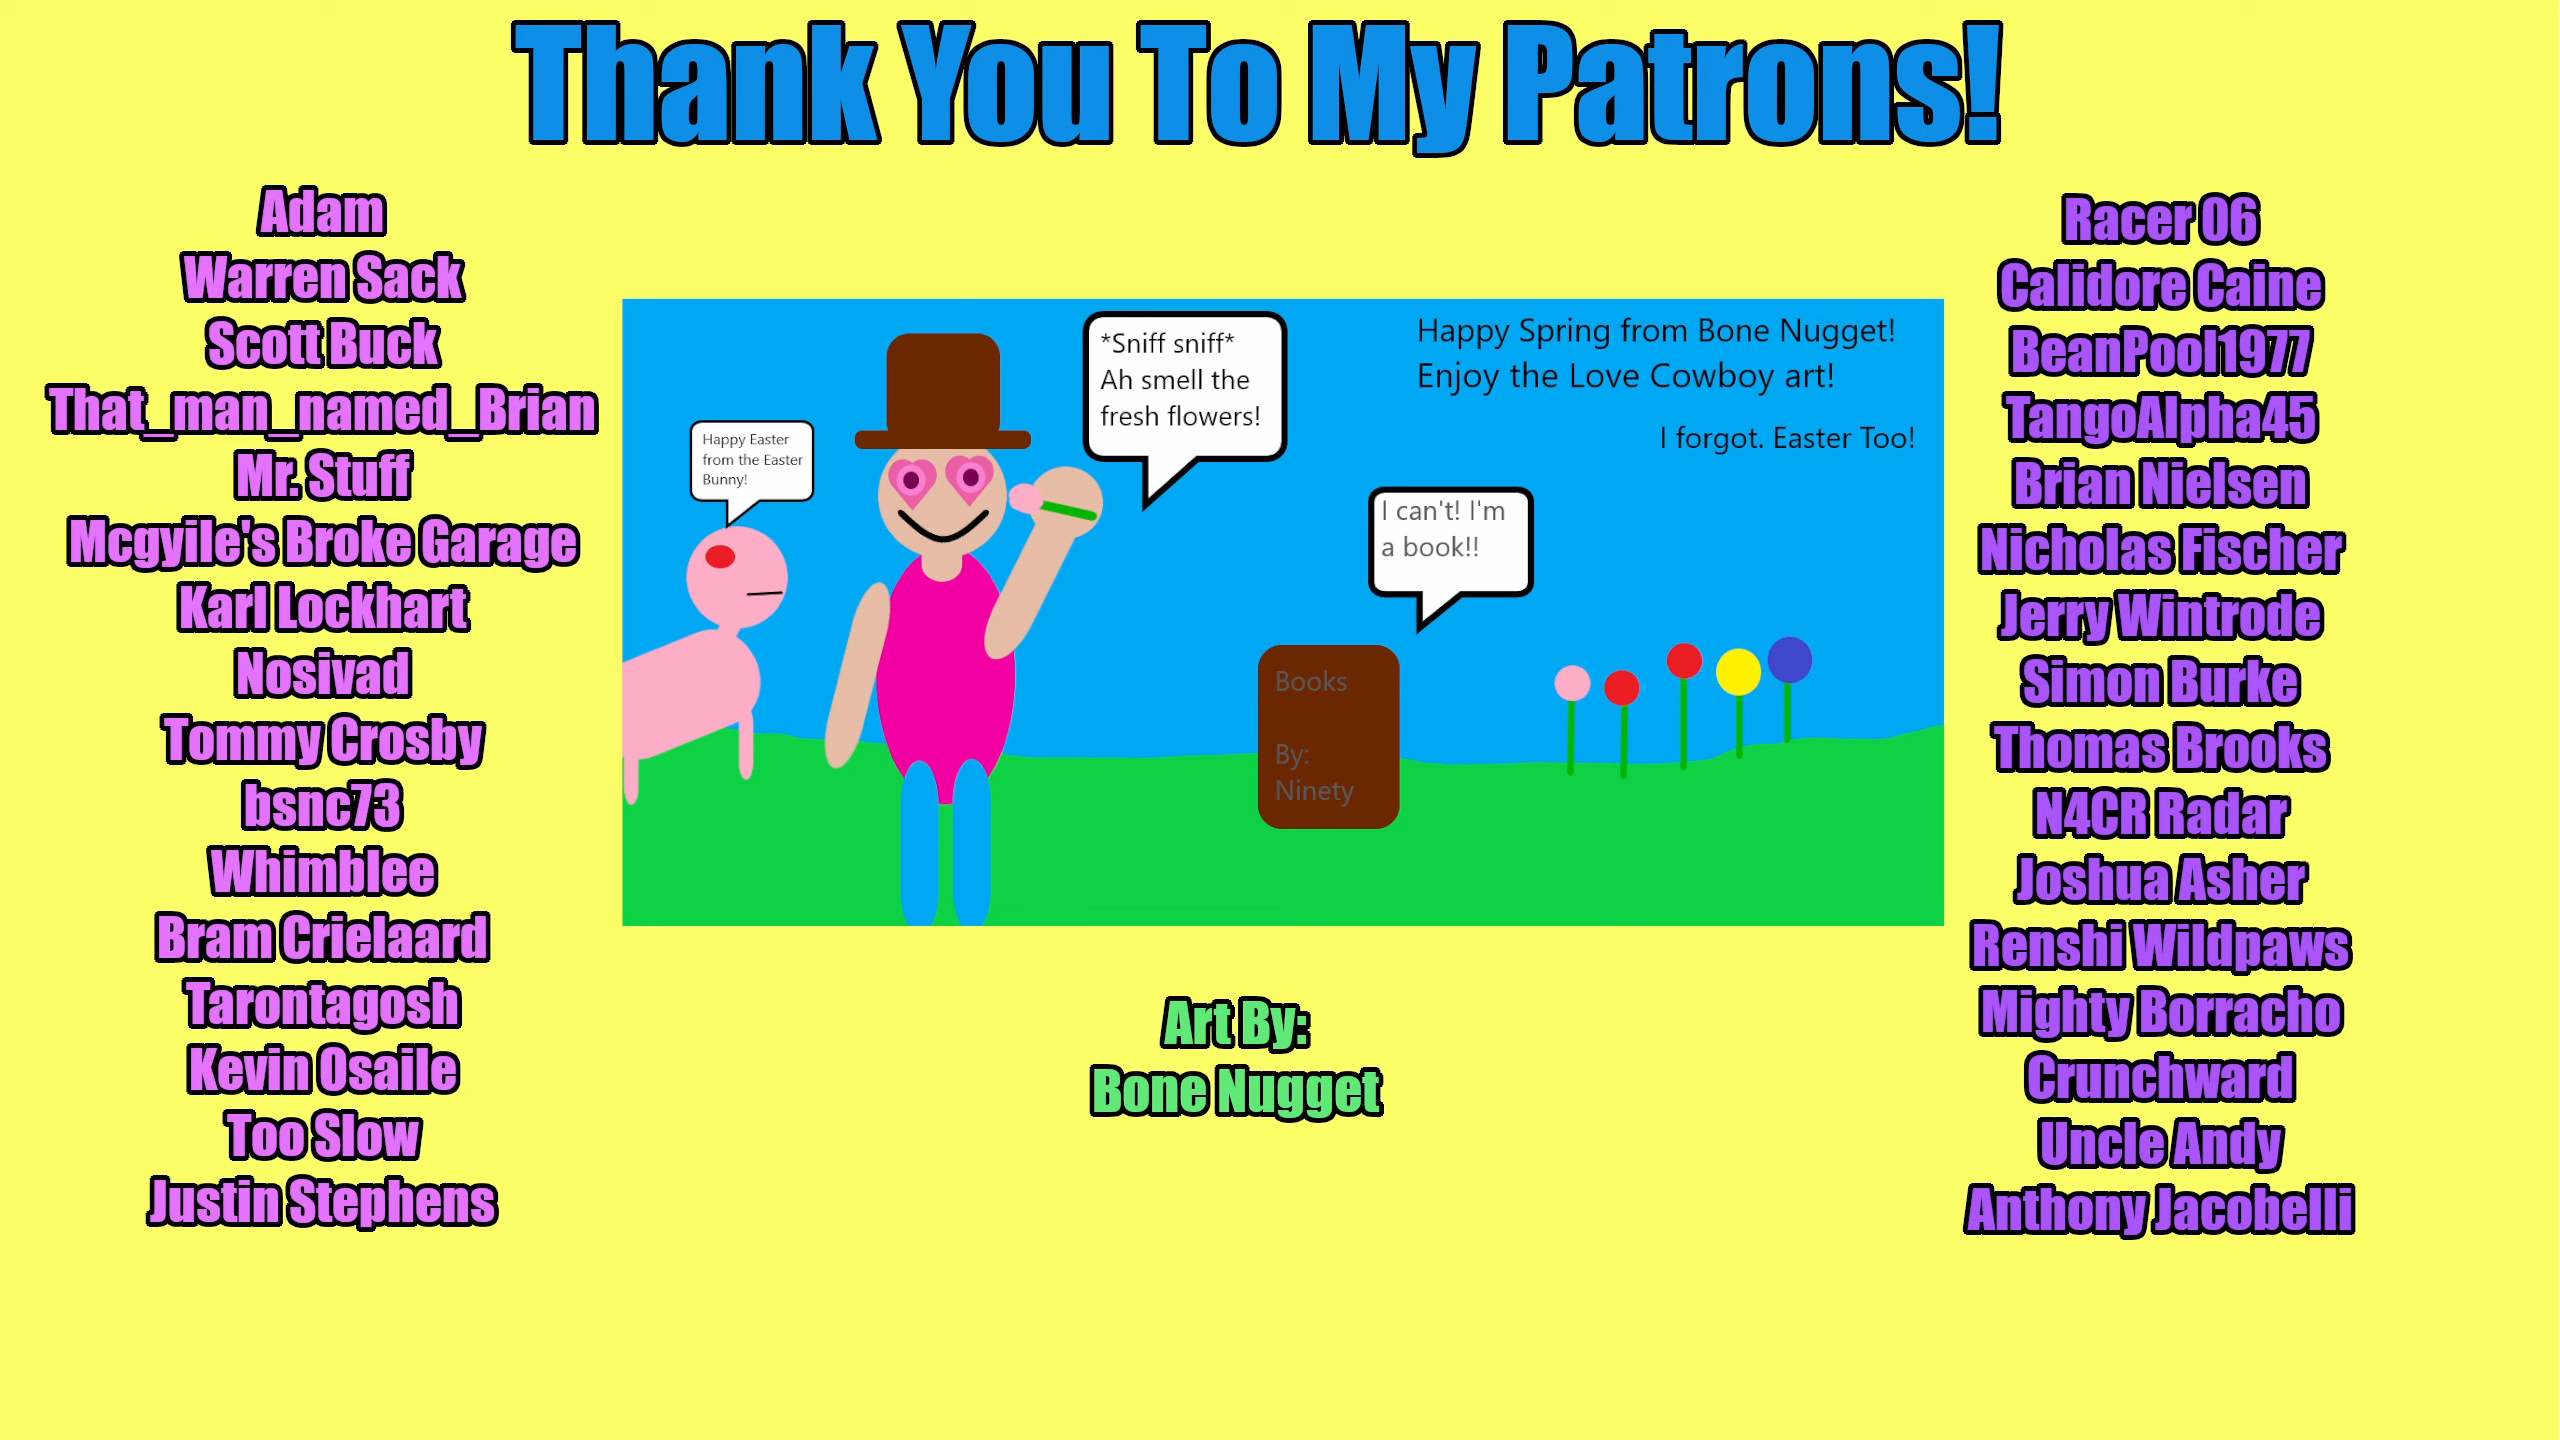 Thank You To My Patrons!
Adam
Warren Sack
Scott Buck
That_man_named_Brian
Mr. Stuff
Mcgyile's Broke Garage
Karl Lockhart
Nosivad
Tommy Crosby
bsnc73
Whimblee
Bram Crielaard
Tarontagosh
Kevin Osaile
Too Slow
Justin Stephens
Happy Easter
from the Easter
Bunny!
*Sniff sniff*
Ah smell the
fresh flowers!
Happy Spring from Bone Nugget!
Enjoy the Love Cowboy art!
I forgot. Easter Too!
I can't! I'm
a book!!
Books
By:
Ninety
Art By:
Bone Nugget
Racer 06
Calidore Caine
BeanPool1977
TangoAlpha45
Brian Nielsen
Nicholas Fischer
Jerry Wintrode
Simon Burke
Thomas Brooks
N4CR Radar
Joshua Asher
Renshi Wildpaws
Mighty Borracho
Crunchward
Uncle Andy
Anthony Jacobelli